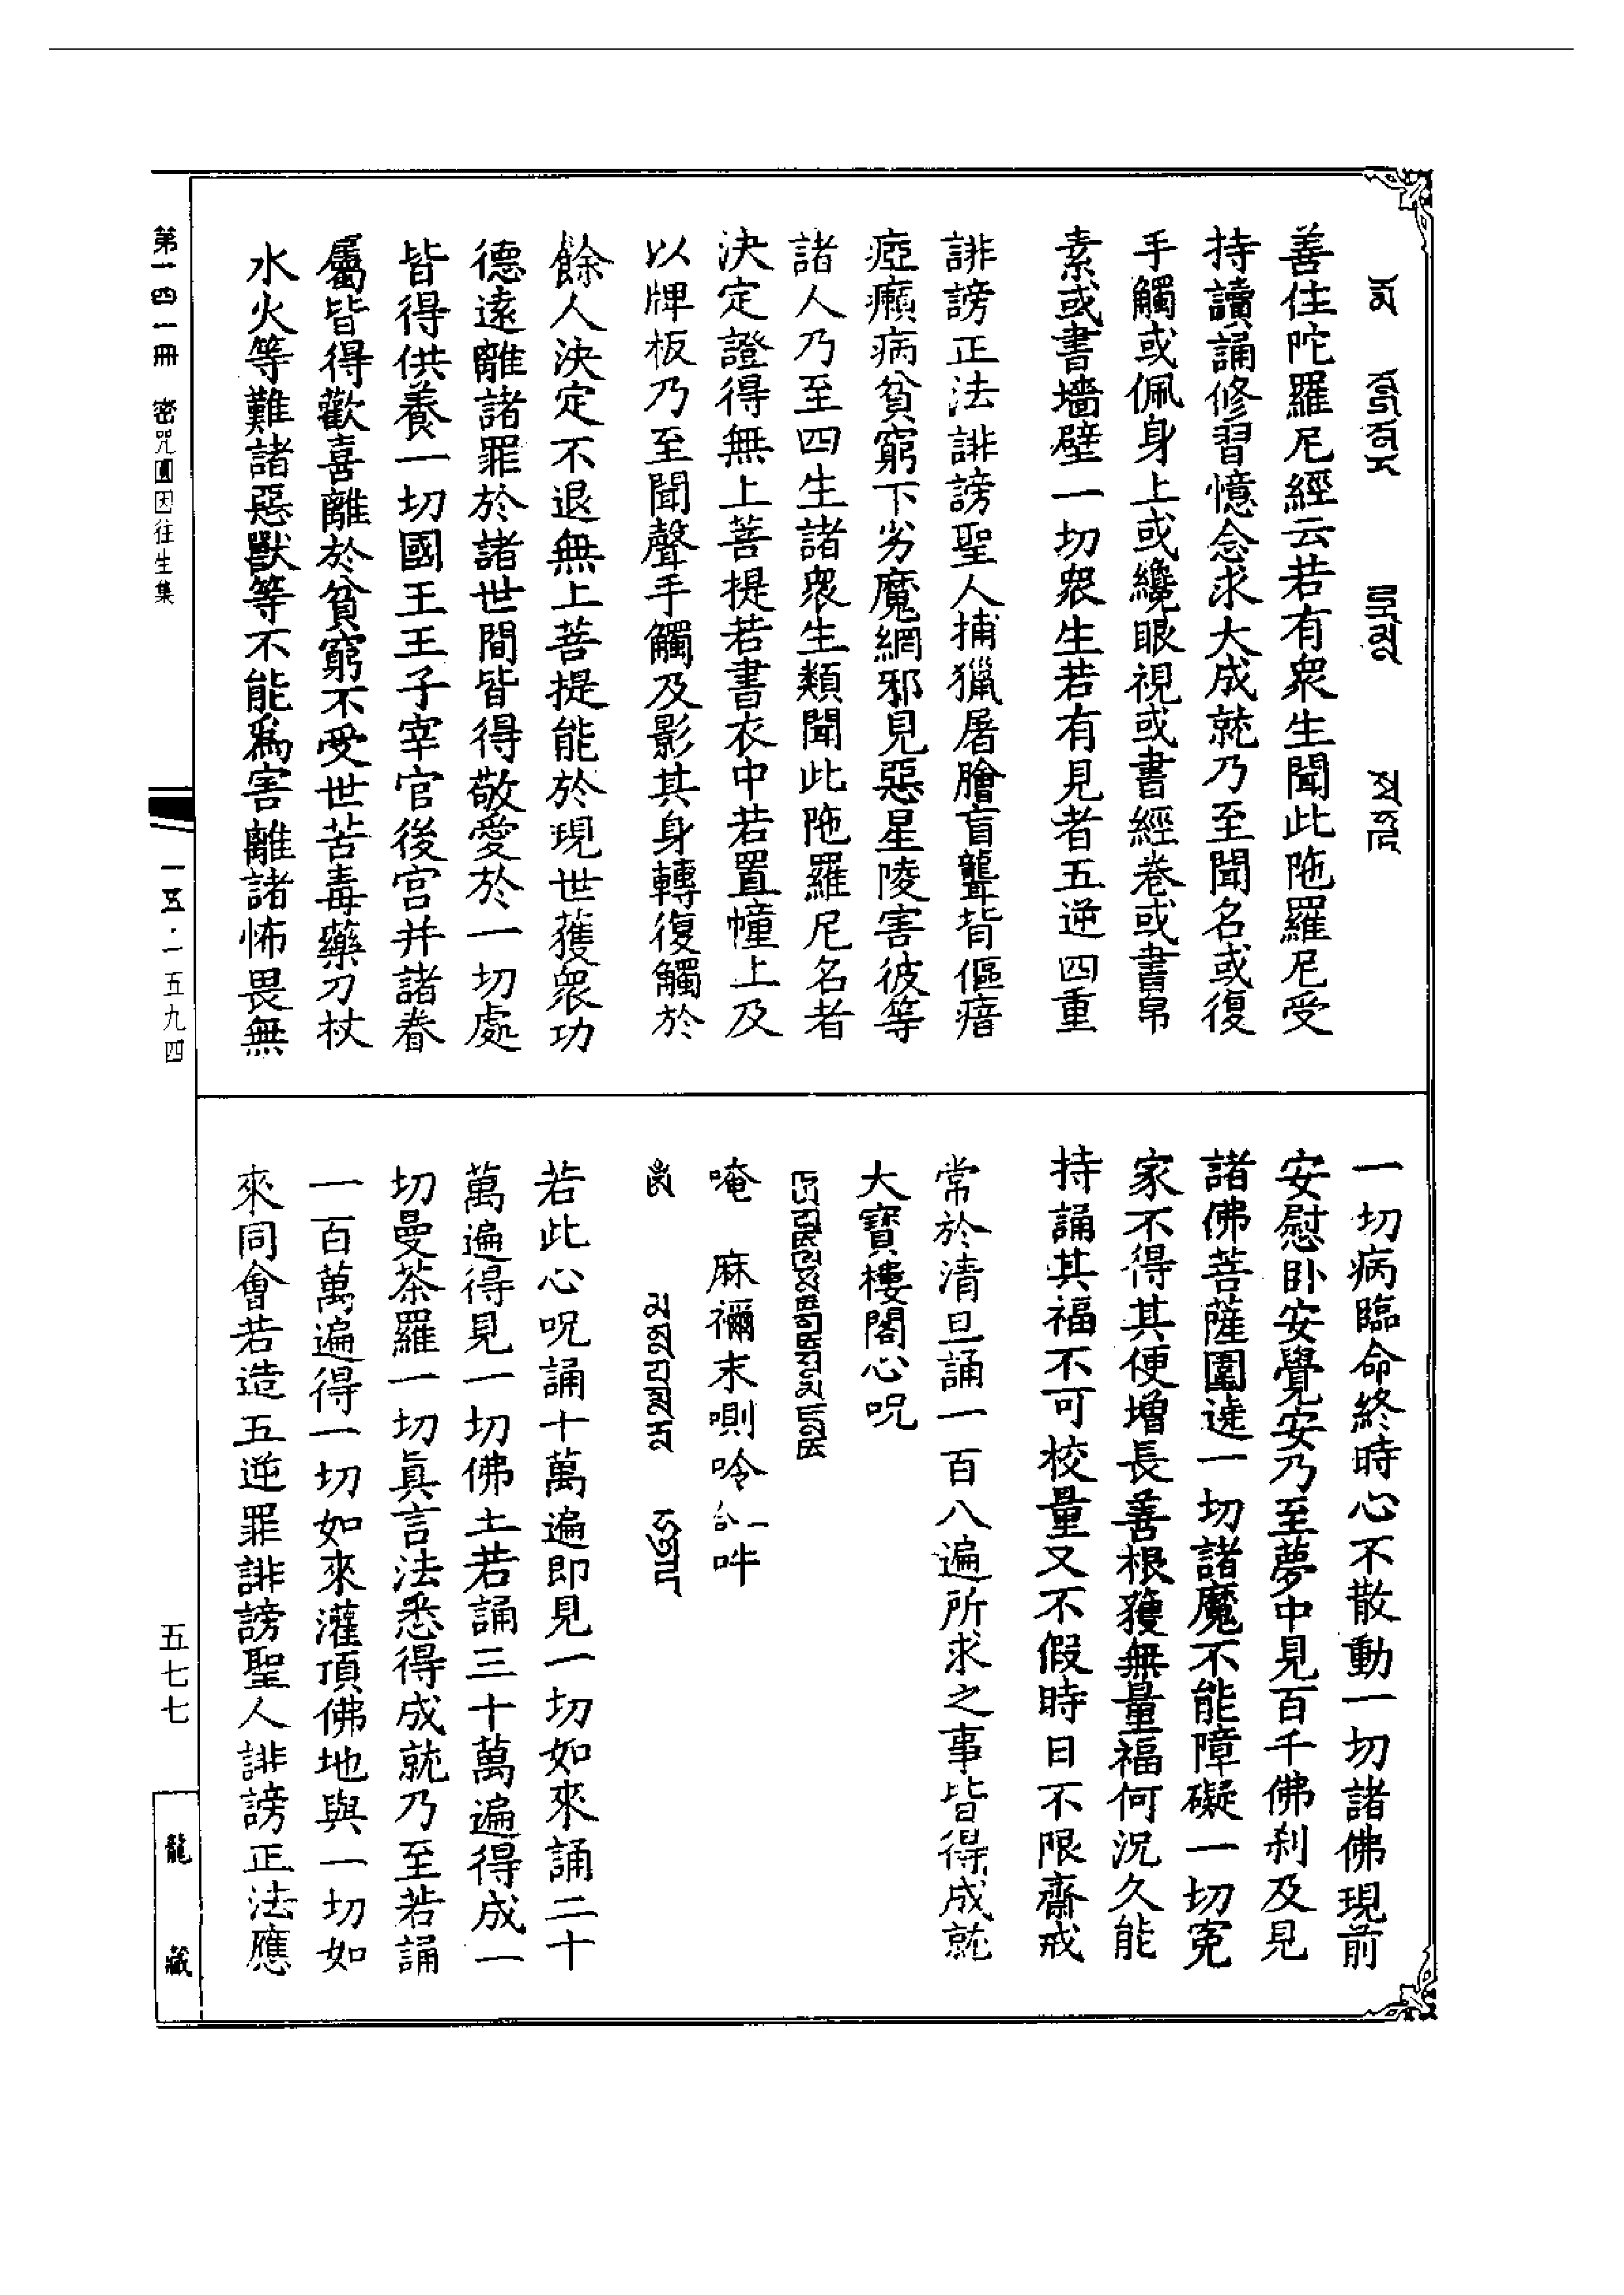 善住陀羅尼經云若有衆生聞此陁羅尼受
持讀誦修習憶念求大成就乃至聞名或復
手觸或佩身上或纔眼視或書經卷或書帛
素或書墻壁一切衆生若有見者五逆四重
誹謗正法誹謗聖人捕獵屠膾盲聾背傴瘖
瘂癩病貧窮下劣魔網邪見惡星陵害彼等
諸人乃至四生諸衆生類聞此陁羅尼名者
決定證得無上菩提若書衣中若置幢上及
以牌板乃至聞聲手觸及影其身轉復觸於
餘人決定不退無上菩提能於現世獲衆功
德遠離諸罪於諸世間皆得敬愛於一切處
皆得供養一切國王王子宰官後宮并諸眷
屬皆得歡喜離於貧窮不受世苦毒藥刀杖
水火等難諸惡獸等不能爲害離諸怖畏無
一切病臨命終時心不散動一切諸佛現前
安慰卧安覺安乃至夢中見百千佛刹及見
諸佛菩薩圍遶一切諸魔不能障礙一切寃
家不得其便增長善根獲無量福何況久能
持誦其福不可校量又不假時日不限齋戒
常於清旦誦一百八遍所求之事皆得成就
大寶樓閣心呪
唵 麻禰末唎呤二合吽
若此心呪誦十萬遍即見一切如來誦二十
萬遍得見一切佛土若誦三十萬遍得成一
切曼茶羅一切眞言法悉得成就乃至若誦
一百萬遍得一切如來灌頂佛地與一切如
來同會若造五逆罪誹謗聖人誹謗正法應
第一四一冊 密咒圓因往生集
一五·一五九四
五七七
龍藏